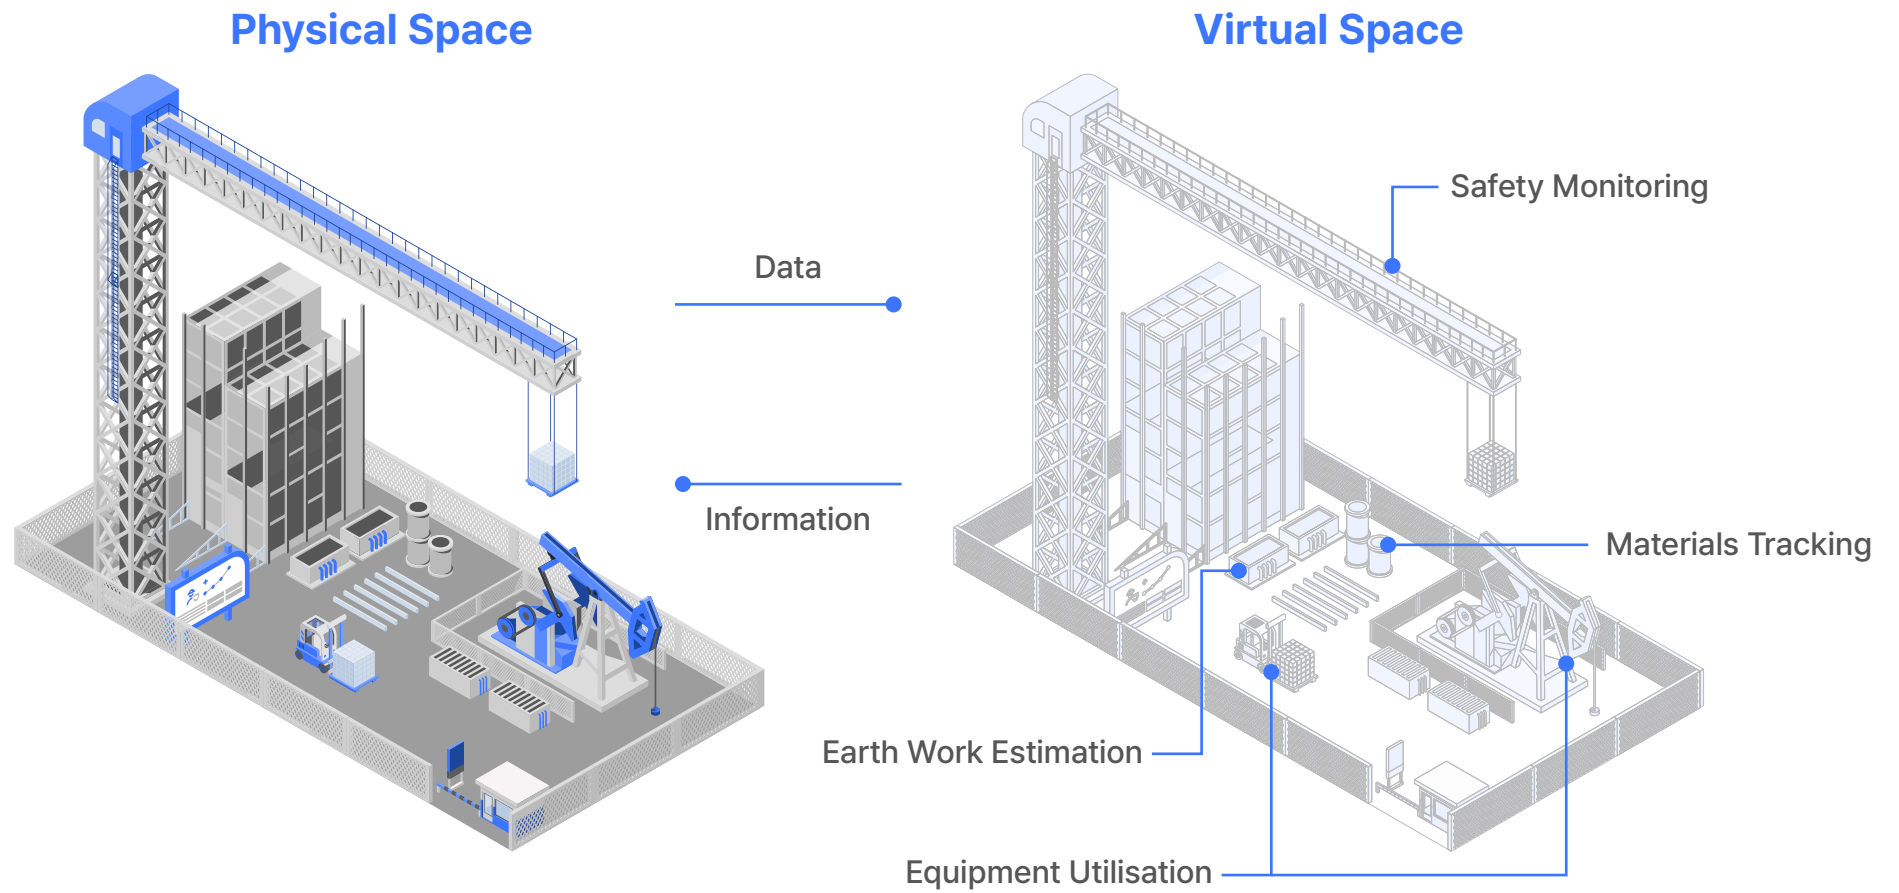 Physical Space
Virtual Space
Safety Monitoring
Data
Information
Materials Tracking
Earth Work Estimation
Equipment Utilisation